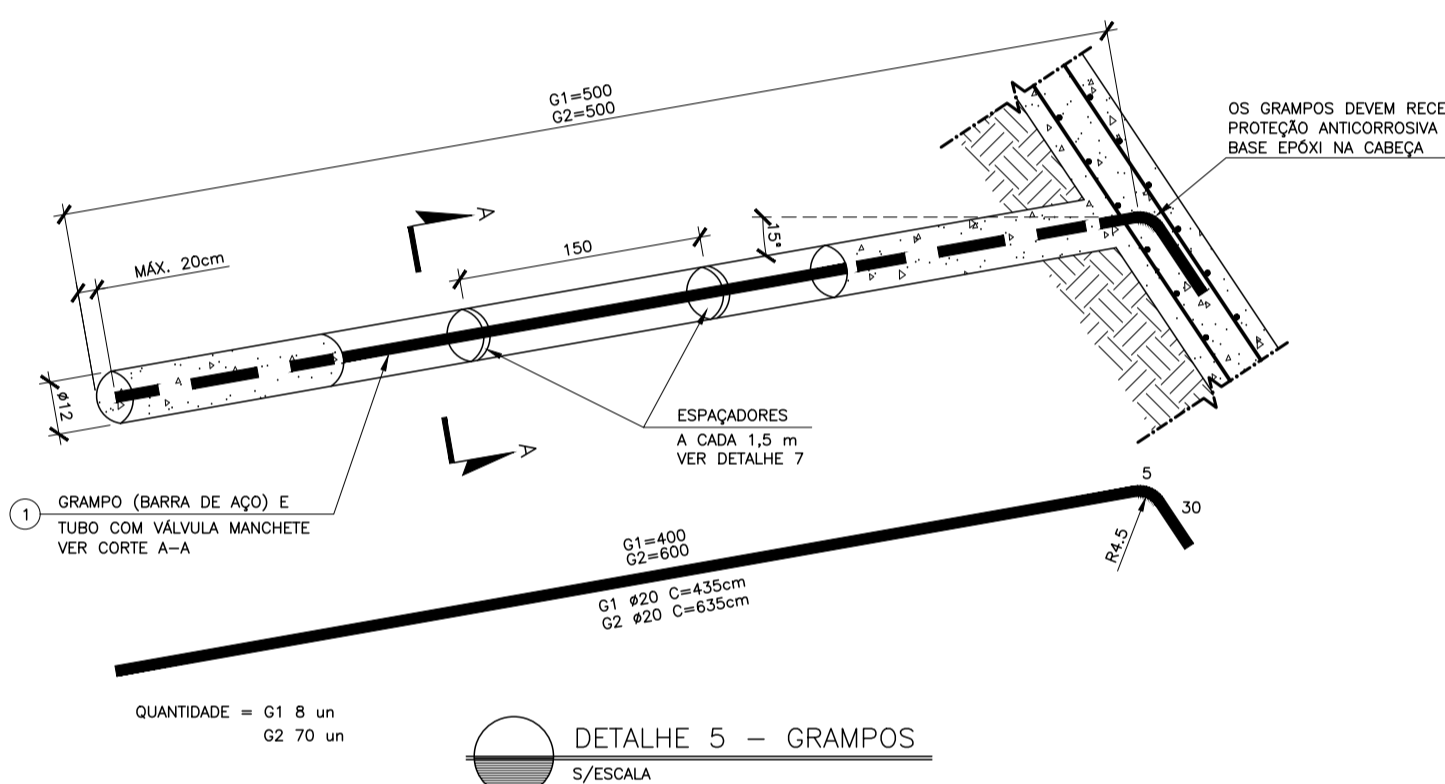 G1=500
G2=500
OS GRAMPOS DEVEM RECE
PROTEÇÃO ANTICORROSIVA
BASE EPÓXI NA CABEÇA
A
150
15°
MÁX. 20cm
ø12
ESPAÇADORES
A CADA 1,5 m
VER DETALHE 7
A
1
GRAMPO (BARRA DE AÇO) E
TUBO COM VÁLVULA MANCHETE
VER CORTE A-A
5
30
R4.5
G1=400
G2=600
G1 ø20 C=435cm
G2 ø20 C=635cm
QUANTIDADE = G1 8 un
G2 70 un
DETALHE 5 - GRAMPOS
S/ESCALA